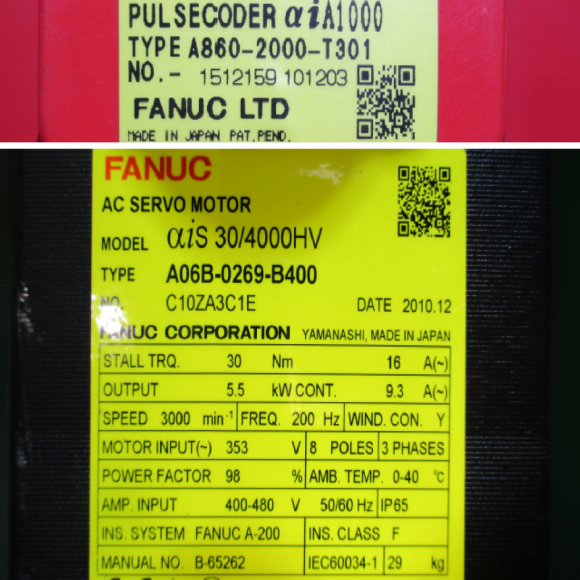 PULSECODER αiA1000
TYPE A860-2000-T301
NO.- 1512159 101203
FANUC LTD
MADE IN JAPAN PAT.PEND.
FANUC
AC SERVO MOTOR
MODEL αiS 30/4000HV
TYPE A06B-0269-B400
NO. C10ZA3C1E DATE 2010.12
FANUC CORPORATION YAMANASHI, MADE IN JAPAN
STALL TRQ. 30 Nm 16 A(~)
OUTPUT 5.5 kW CONT. 9.3 A(~)
SPEED 3000 min⁻¹ FREQ. 200 Hz WIND. CON. Y
MOTOR INPUT(~) 353 V 8 POLES 3 PHASES
POWER FACTOR 98 % AMB. TEMP. 0-40 °C
AMP. INPUT 400-480 V 50/60 Hz IP65
INS. SYSTEM FANUC A-200 INS. CLASS F
MANUAL NO. B-65262 IEC60034-1 29 kg